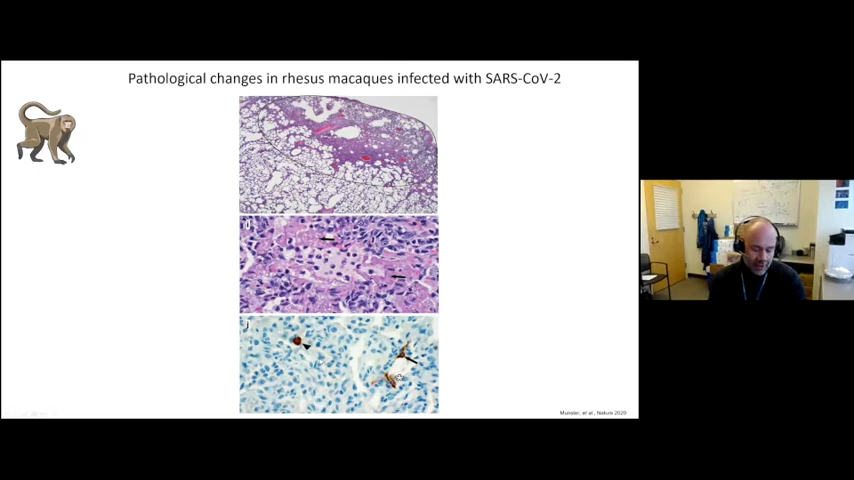 Pathological changes in rhesus macaques infected with SARS-CoV-2
Munster, et al, Nature 2020